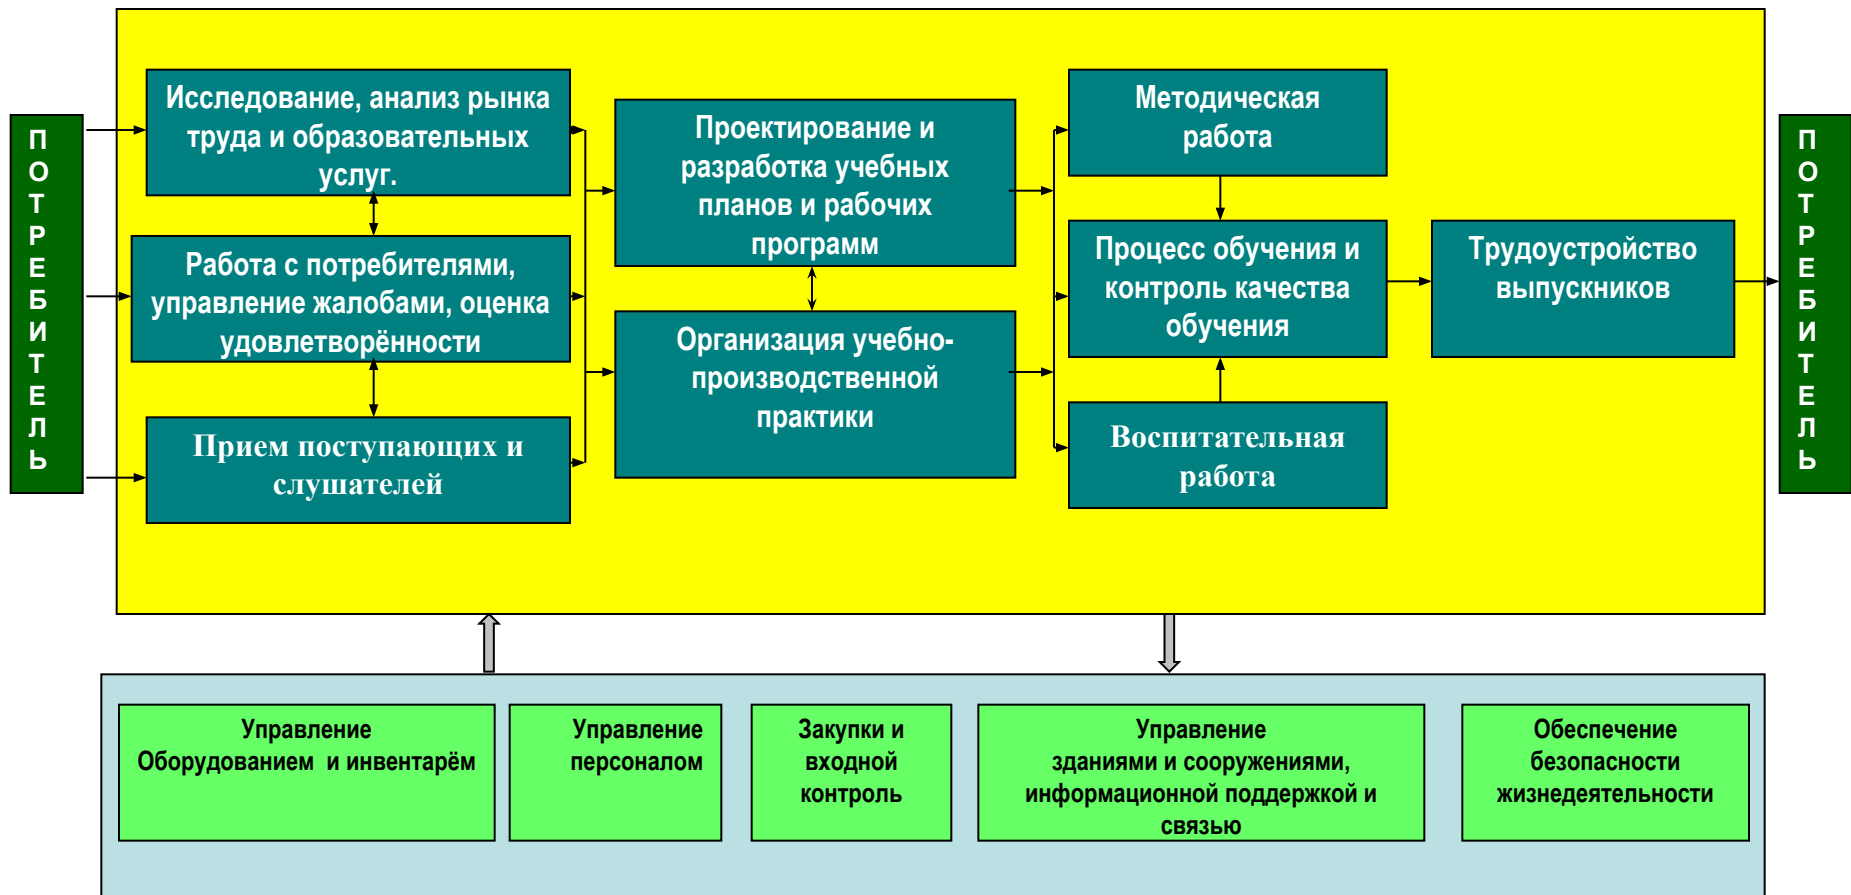 ПОТРЕБИТЕЛЬ
Исследование, анализ рынка
труда и образовательных
услуг.
Работа с потребителями,
управление жалобами, оценка
удовлетворённости
Прием поступающих и
слушателей
Проектирование и
разработка учебных
планов и рабочих
программ
Организация учебно-
производственной
практики
Методическая
работа
Процесс обучения и
контроль качества
обучения
Воспитательная
работа
Трудоустройство
выпускников
ПОТРЕБИТЕЛЬ
Управление
Оборудованием и инвентарём
Управление
персоналом
Закупки и
входной
контроль
Управление
зданиями и сооружениями,
информационной поддержкой и
связью
Обеспечение
безопасности
жизнедеятельности